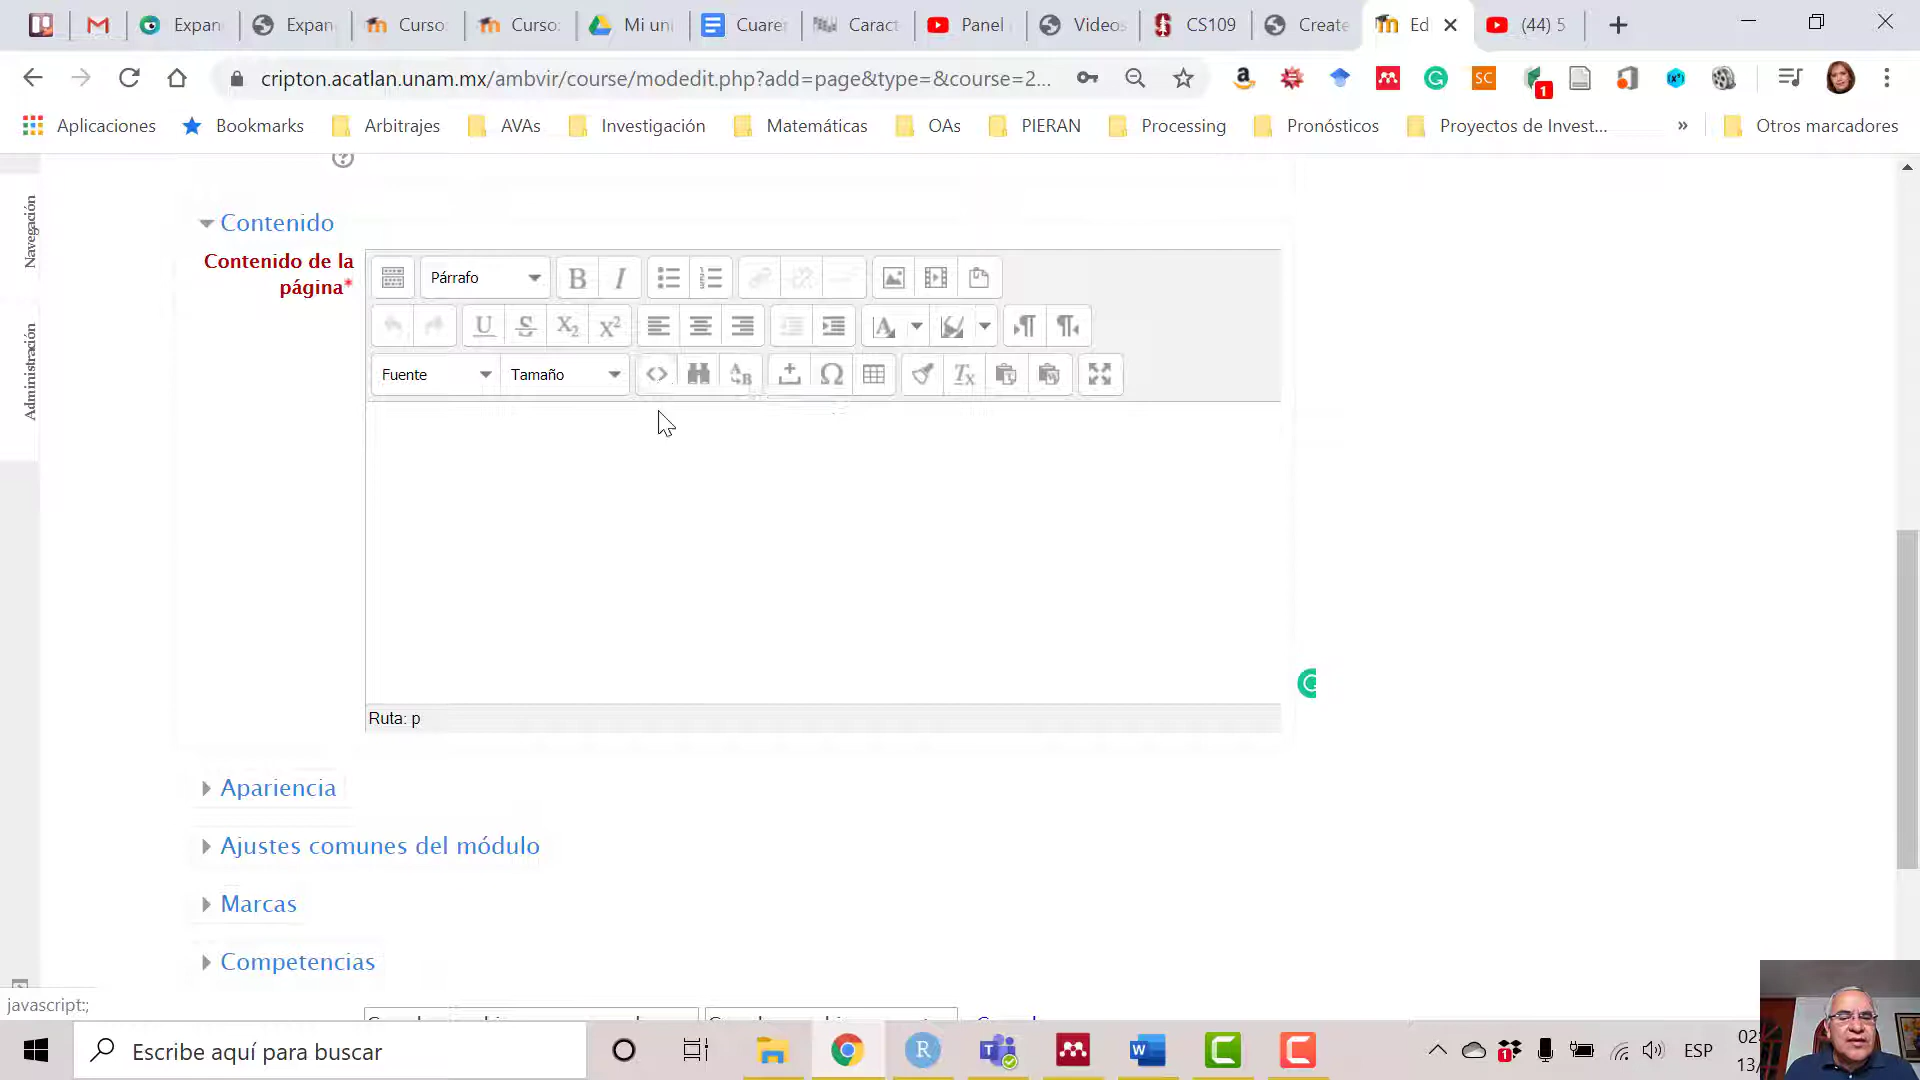 Expan
Expan
Curso
Curso:
Mi uni
Cuarer
Caract
Panel
Videos
CS109
Create
Ed
(44) 5
cripton.acatlan.unam.mx/ambvir/course/modedit.php?add=page&type=&course=2...
Aplicaciones
Bookmarks
Arbitrajes
AVAs
Investigación
Matemáticas
OAs
PIERAN
Processing
Pronósticos
Proyectos de Invest...
»
Otros marcadores
Navegación
Administración
Contenido
Contenido de la
página*
Párrafo
Fuente
Tamaño
Ruta: p
Apariencia
Ajustes comunes del módulo
Marcas
Competencias
javascript:;
Escribe aquí para buscar
ESP
02:
13/